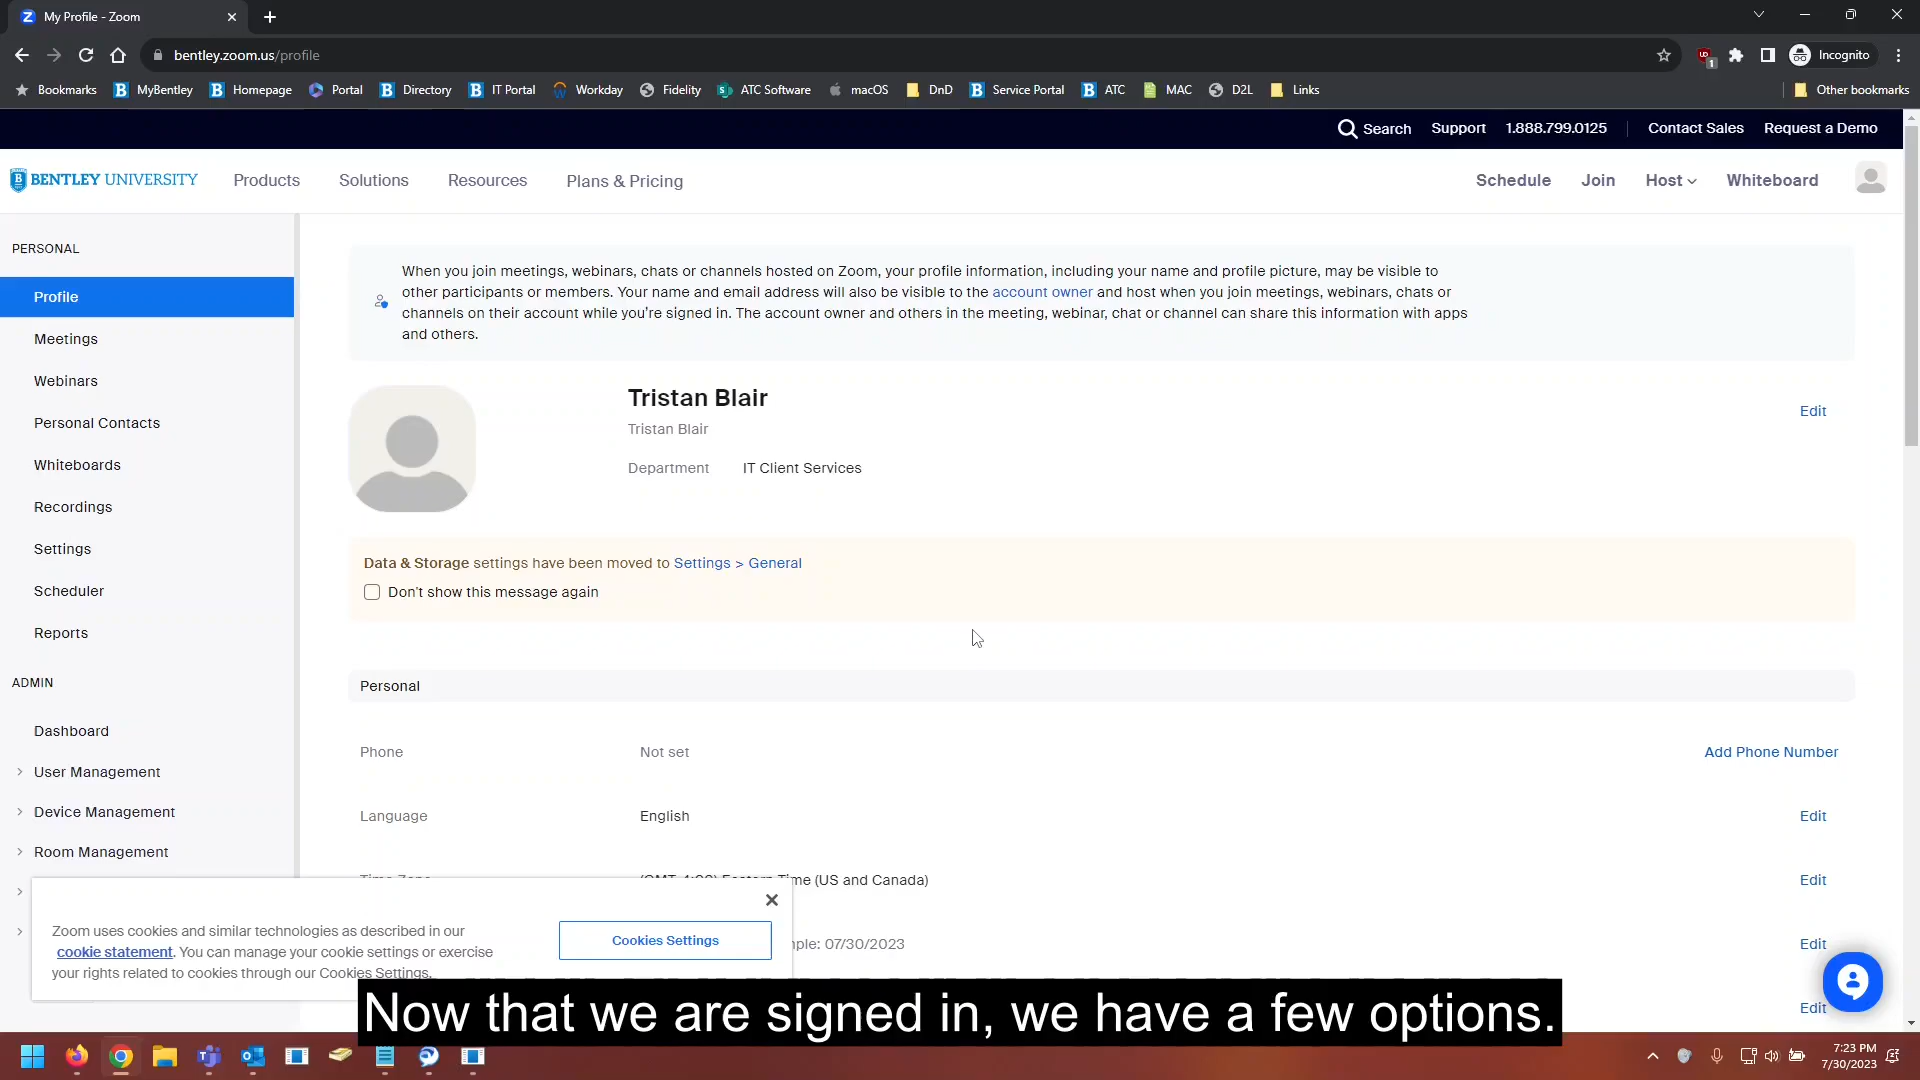 My Profile - Zoom
bentley.zoom.us/profile
Incognito
Bookmarks
MyBentley
Homepage
Portal
Directory
IT Portal
Workday
Fidelity
ATC Software
macOS
DnD
Service Portal
ATC
MAC
D2L
Links
Other bookmarks
Search
Support
1.888.799.0125
Contact Sales
Request a Demo
BENTLEY UNIVERSITY
Products
Solutions
Resources
Plans & Pricing
Schedule
Join
Host
Whiteboard
PERSONAL
Profile
Meetings
Webinars
Personal Contacts
Whiteboards
Recordings
Settings
Scheduler
Reports
ADMIN
Dashboard
User Management
Device Management
Room Management
When you join meetings, webinars, chats or channels hosted on Zoom, your profile information, including your name and profile picture, may be visible to
other participants or members. Your name and email address will also be visible to the account owner and host when you join meetings, webinars, chats or
channels on their account while you're signed in. The account owner and others in the meeting, webinar, chat or channel can share this information with apps
and others.
Tristan Blair
Edit
Tristan Blair
Department IT Client Services
Data & Storage settings have been moved to Settings > General
Don't show this message again
Personal
Phone Not set Add Phone Number
Language English Edit
Time (US and Canada) Edit
07/30/2023 Edit
Edit
Zoom uses cookies and similar technologies as described in our
cookie statement. You can manage your cookie settings or exercise
your rights related to cookies through our Cookies Settings.
Cookies Settings
Now that we are signed in, we have a few options.
7:23 PM
7/30/2023